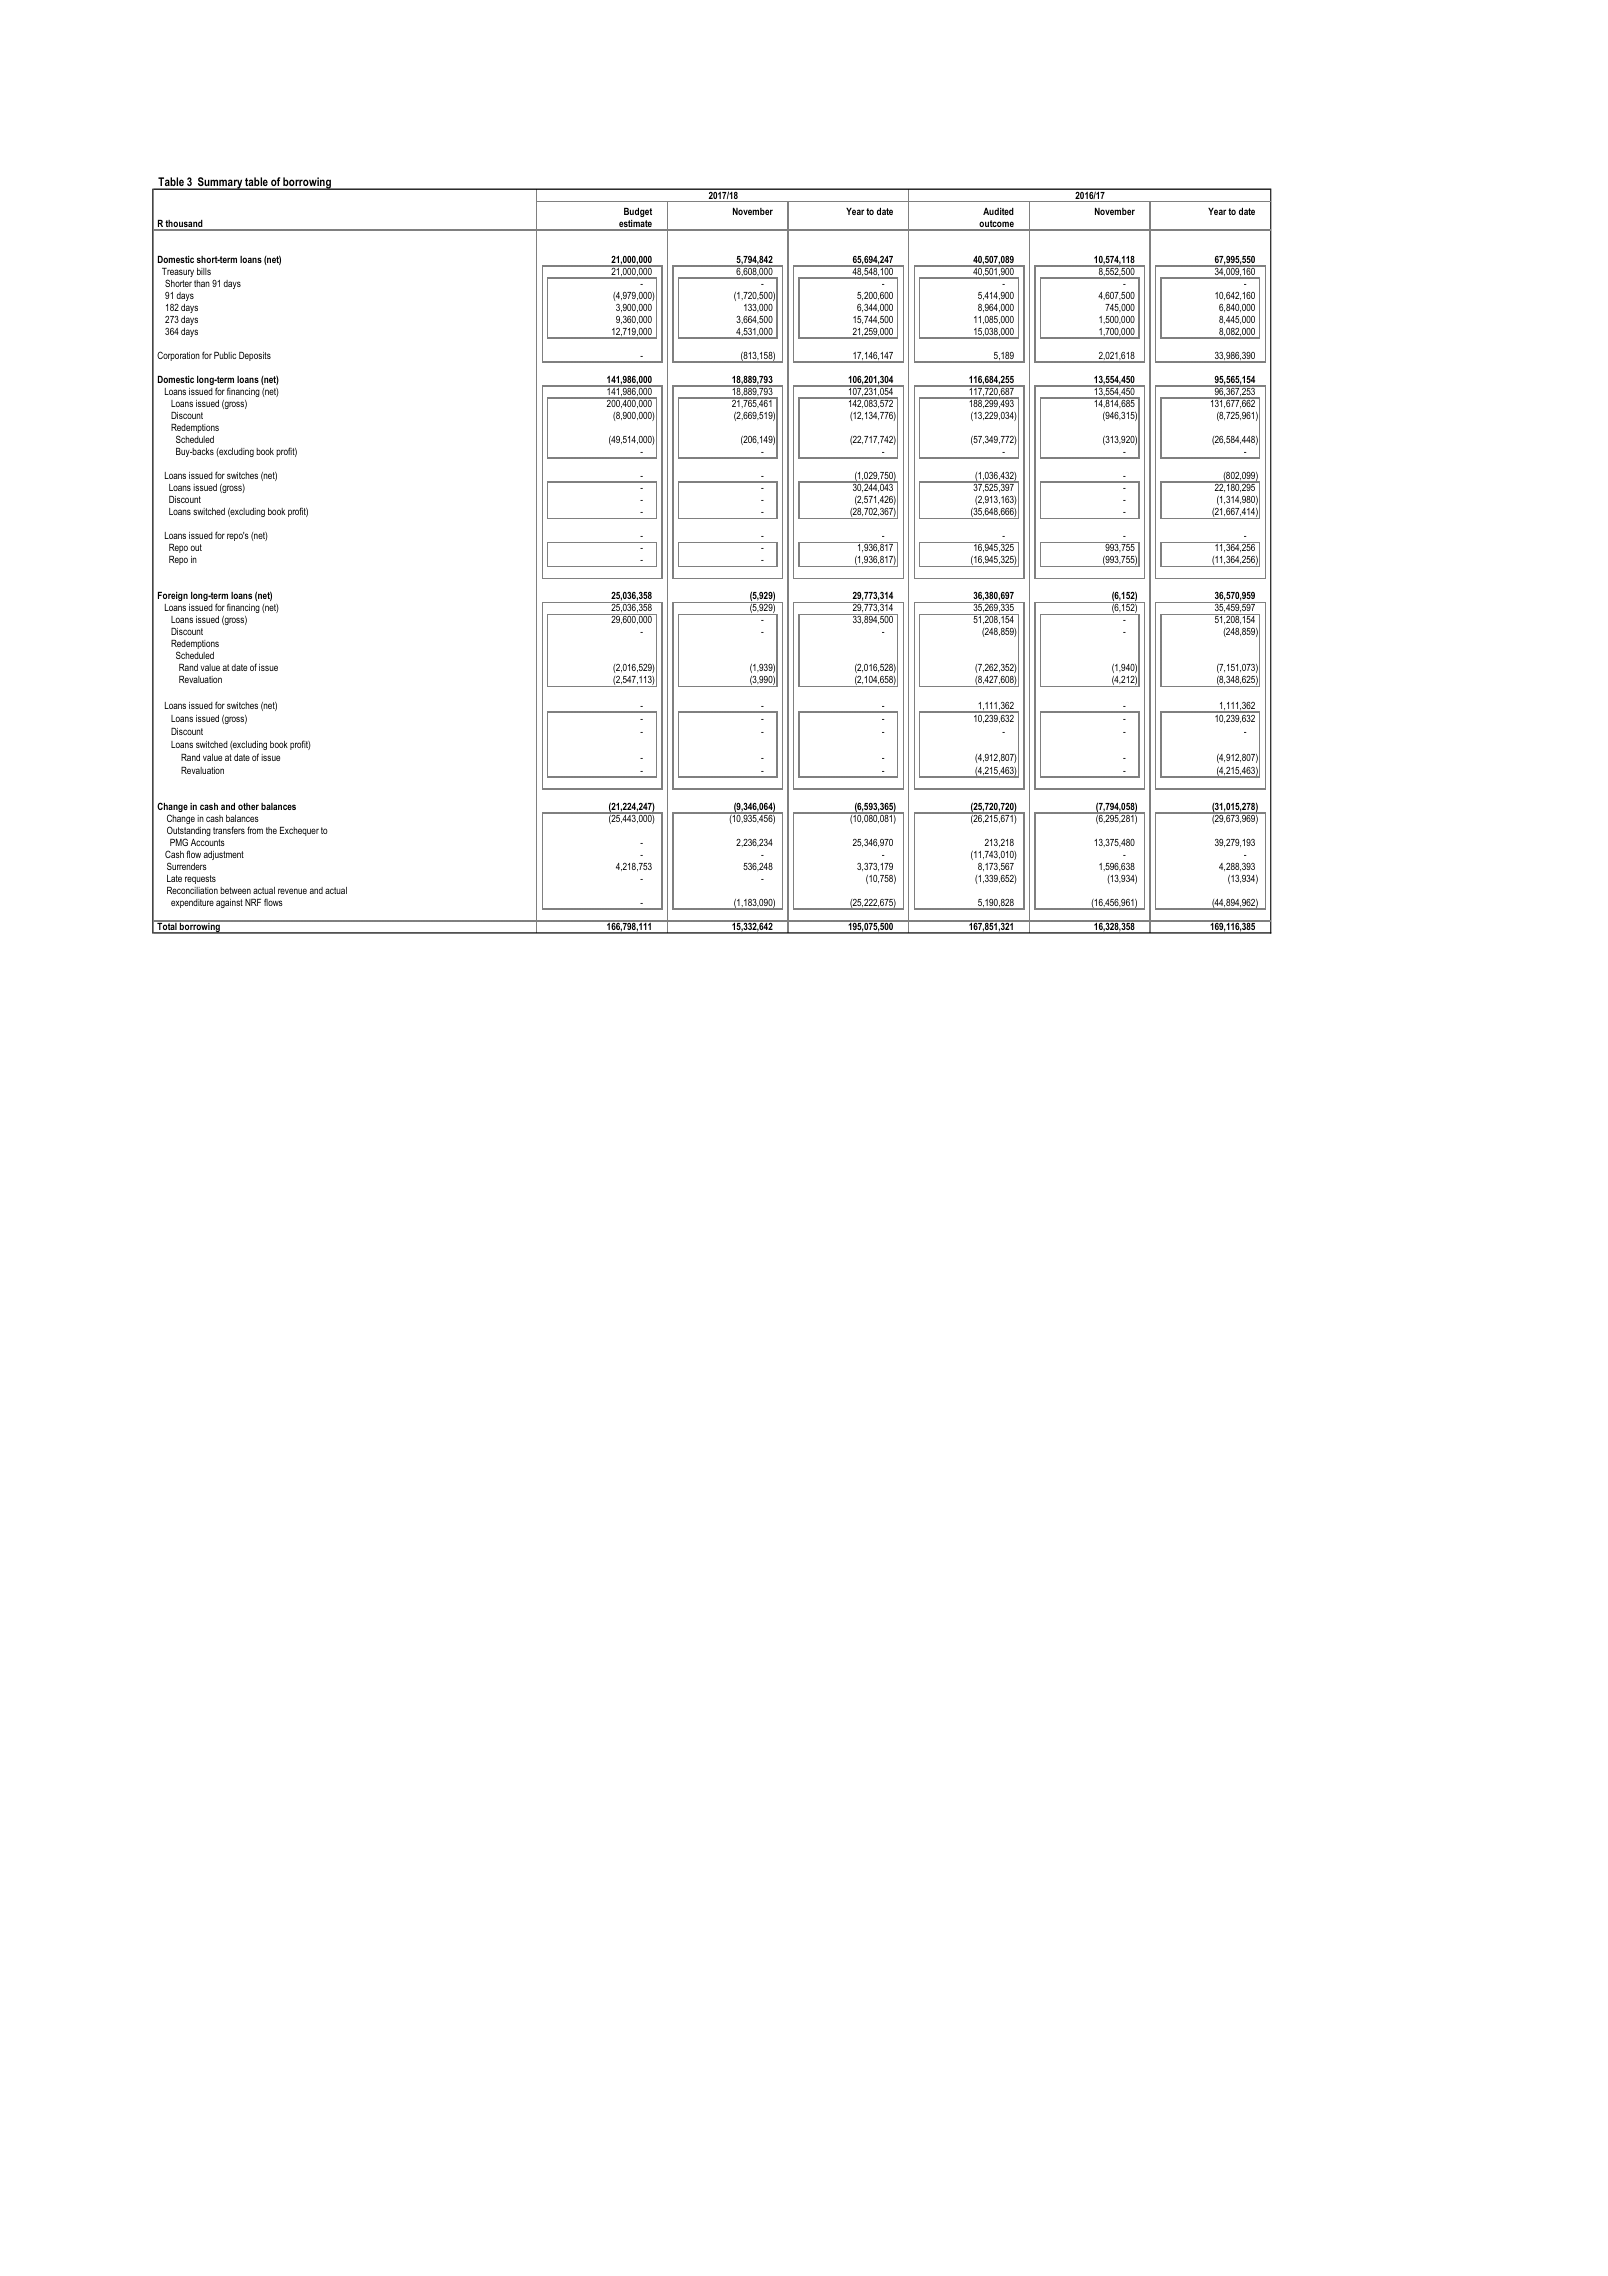 Table 3 Summary table of borrowing
2017/18 2016/17
Budget November Year to date Audited November Year to date
R thousand estimate outcome
Domestic short-term loans (net) 21,000,000 5,794,842 65,694,247 40,507,089 10,574,118 67,995,550
Treasury bills 21,000,000 6,608,000 48,548,100 40,501,900 8,552,500 34,009,160
Shorter than 91 days - - - - - -
91 days (4,979,000) (1,720,500) 5,200,600 5,414,900 4,607,500 10,642,160
182 days 3,900,000 133,000 6,344,000 8,964,000 745,000 6,840,000
273 days 9,360,000 3,664,500 15,744,500 11,085,000 1,500,000 8,445,000
364 days 12,719,000 4,531,000 21,259,000 15,038,000 1,700,000 8,082,000
Corporation for Public Deposits - (813,158) 17,146,147 5,189 2,021,618 33,986,390
Domestic long-term loans (net) 141,986,000 18,889,793 106,201,304 116,684,255 13,554,450 95,565,154
Loans issued for financing (net) 141,986,000 18,889,793 107,231,054 117,720,687 13,554,450 96,367,253
Loans issued (gross) 200,400,000 21,765,461 142,083,572 188,299,493 14,814,685 131,677,662
Discount (8,900,000) (2,669,519) (12,134,776) (13,229,034) (946,315) (8,725,961)
Redemptions
Scheduled (49,514,000) (206,149) (22,717,742) (57,349,772) (313,920) (26,584,448)
Buy-backs (excluding book profit) - - - - - -
Loans issued for switches (net) - - (1,029,750) (1,036,432) - (802,099)
Loans issued (gross) - - 30,244,043 37,525,397 - 22,180,295
Discount - - (2,571,426) (2,913,163) - (1,314,980)
Loans switched (excluding book profit) - - (28,702,367) (35,648,666) - (21,667,414)
Loans issued for repo's (net) - - - - - -
Repo out - - 1,936,817 16,945,325 993,755 11,364,256
Repo in - - (1,936,817) (16,945,325) (993,755) (11,364,256)
Foreign long-term loans (net) 25,036,358 (5,929) 29,773,314 36,380,697 (6,152) 36,570,959
Loans issued for financing (net) 25,036,358 (5,929) 29,773,314 35,269,335 (6,152) 35,459,597
Loans issued (gross) 29,600,000 - 33,894,500 51,208,154 - 51,208,154
Discount - - - (248,859) - (248,859)
Redemptions
Scheduled
Rand value at date of issue (2,016,529) (1,939) (2,016,528) (7,262,352) (1,940) (7,151,073)
Revaluation (2,547,113) (3,990) (2,104,658) (8,427,608) (4,212) (8,348,625)
Loans issued for switches (net) - - - 1,111,362 - 1,111,362
Loans issued (gross) - - - 10,239,632 - 10,239,632
Discount - - - - - -
Loans switched (excluding book profit)
Rand value at date of issue - - - (4,912,807) - (4,912,807)
Revaluation - - - (4,215,463) - (4,215,463)
Change in cash and other balances (21,224,247) (9,346,064) (6,593,365) (25,720,720) (7,794,058) (31,015,278)
Change in cash balances (25,443,000) (10,935,456) (10,080,081) (26,215,671) (6,295,281) (29,673,969)
Outstanding transfers from the Exchequer to
PMG Accounts - 2,236,234 25,346,970 213,218 13,375,480 39,279,193
Cash flow adjustment - - - (11,743,010) - -
Surrenders 4,218,753 536,248 3,373,179 8,173,567 1,596,638 4,288,393
Late requests - - (10,758) (1,339,652) (13,934) (13,934)
Reconciliation between actual revenue and actual
expenditure against NRF flows - (1,183,090) (25,222,675) 5,190,828 (16,456,961) (44,894,962)
Total borrowing 166,798,111 15,332,642 195,075,500 167,851,321 16,328,358 169,116,385